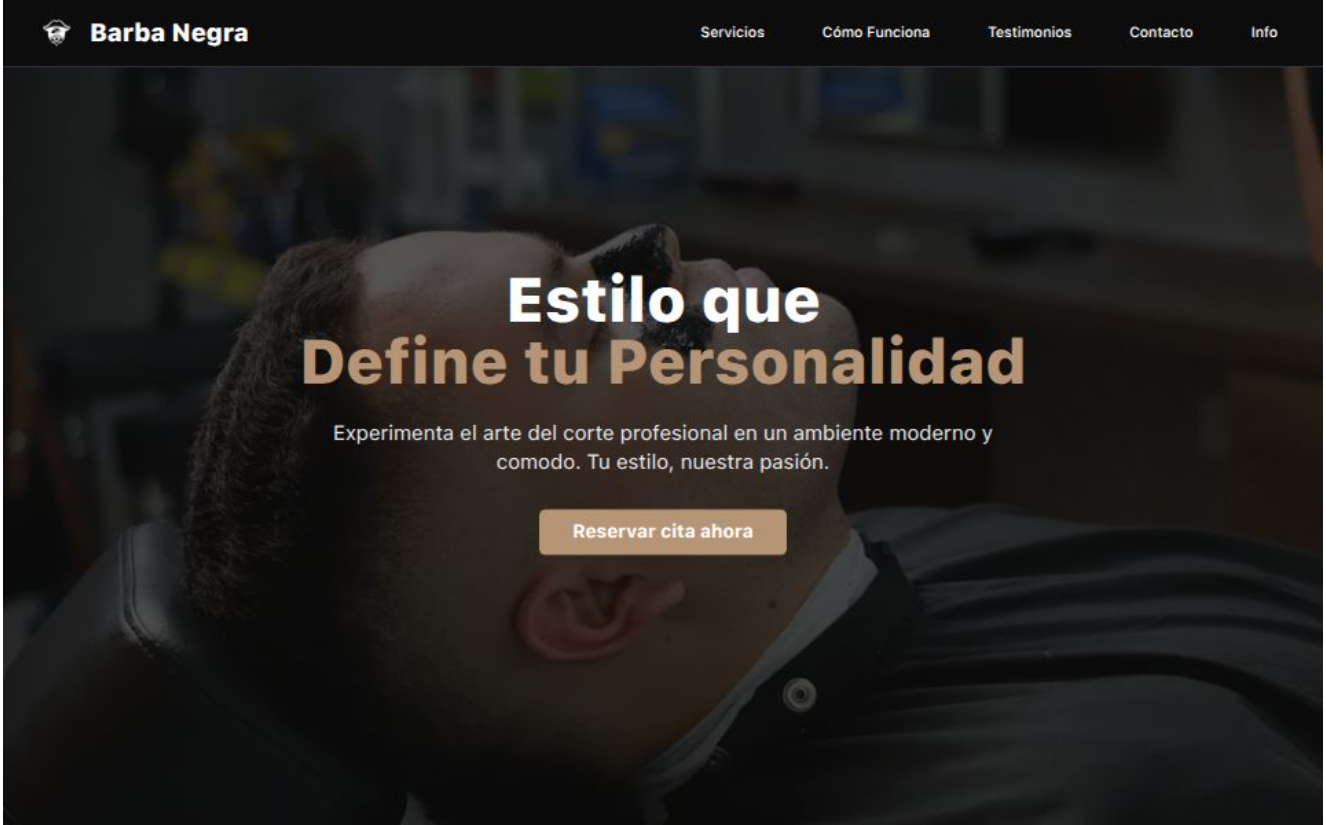 Barba Negra
Servicios
Cómo Funciona
Testimonios
Contacto
Info
Estilo que
Define tu Personalidad
Experimenta el arte del corte profesional en un ambiente moderno y
comodo. Tu estilo, nuestra pasión.
Reservar cita ahora